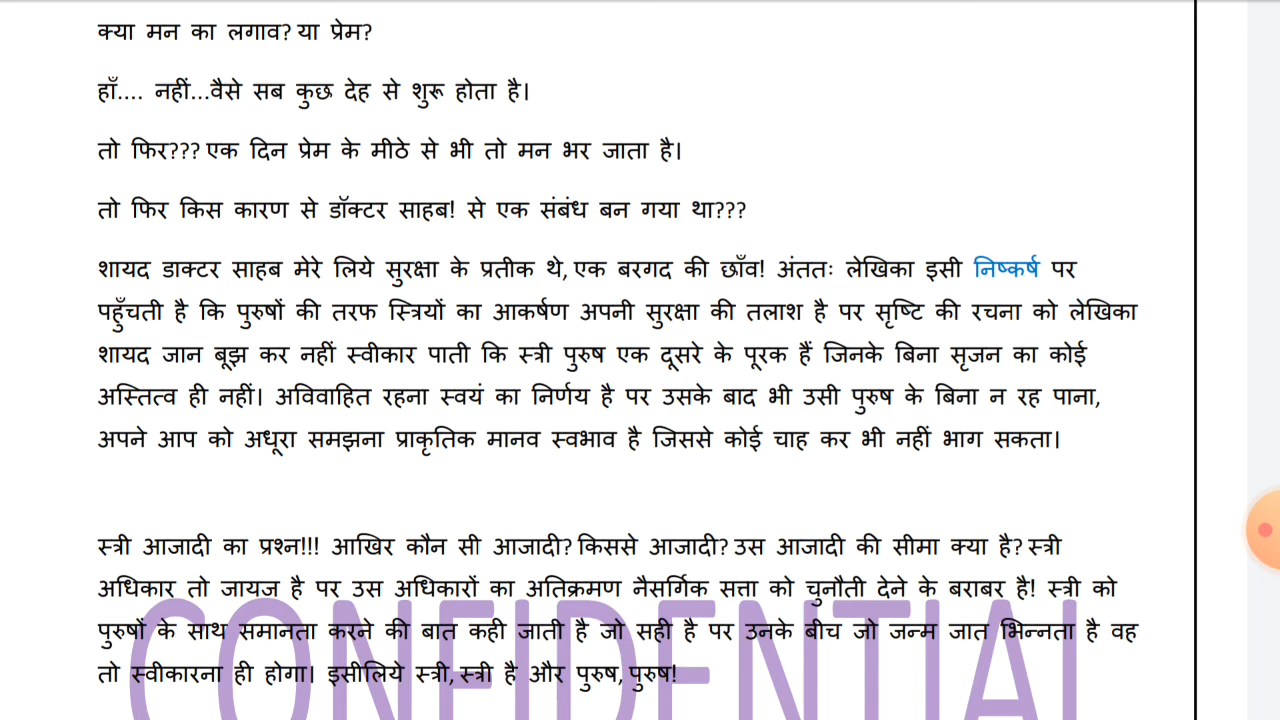 क्या मन का लगाव? या प्रेम?
हाँ.... नहीं...वैसे सब कुछ देह से शुरू होता है।
तो फिर??? एक दिन प्रेम के मीठे से भी तो मन भर जाता है।
तो फिर किस कारण से डॉक्टर साहब! से एक संबंध बन गया था???
शायद डाक्टर साहब मेरे लिये सुरक्षा के प्रतीक थे, एक बरगद की छाँव! अंततः लेखिका इसी निष्कर्ष पर
पहुँचती है कि पुरुषों की तरफ स्त्रियों का आकर्षण अपनी सुरक्षा की तलाश है पर सृष्टि की रचना को लेखिका
शायद जान बूझ कर नहीं स्वीकार पाती कि स्त्री पुरुष एक दूसरे के पूरक हैं जिनके बिना सृजन का कोई
अस्तित्व ही नहीं। अविवाहित रहना स्वयं का निर्णय है पर उसके बाद भी उसी पुरुष के बिना न रह पाना,
अपने आप को अधूरा समझना प्राकृतिक मानव स्वभाव है जिससे कोई चाह कर भी नहीं भाग सकता।
स्त्री आजादी का प्रश्न!!! आखिर कौन सी आजादी? किससे आजादी? उस आजादी की सीमा क्या है? स्त्री
अधिकार तो जायज है पर उस अधिकारों का अतिक्रमण नैसर्गिक सत्ता को चुनौती देने के बराबर है! स्त्री को
पुरुषों के साथ समानता करने की बात कही जाती है जो सही है पर उनके बीच जो जन्म जात भिन्नता है वह
तो स्वीकारना ही होगा। इसीलिये स्त्री, स्त्री है और पुरुष, पुरुष!
CONFIDENTIAL